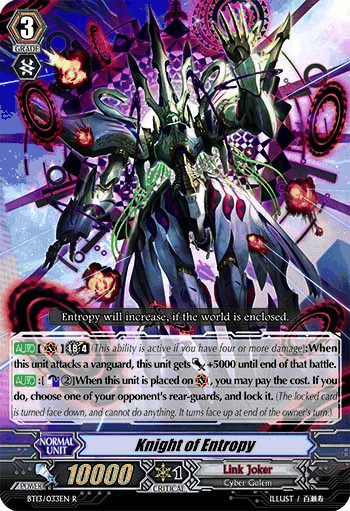 3
GRADE
Entropy will increase, if the world is enclosed.
AUTO [ ] LB 4 (This ability is active if you have four or more damage):When
this unit attacks a vanguard, this unit gets +5000 until end of that battle.
AUTO :[ ②]When this unit is placed on , you may pay the cost. If you
do, choose one of your opponent's rear-guards, and lock it. (The locked card
is turned face down, and cannot do anything. It turns face up at end of the owner's turn.)
NORMAL
UNIT
Knight of Entropy
POWER
10000
1
CRITICAL
Link Joker
Cyber Golem
BT13/033EN R
ILLUST / 百瀬寿